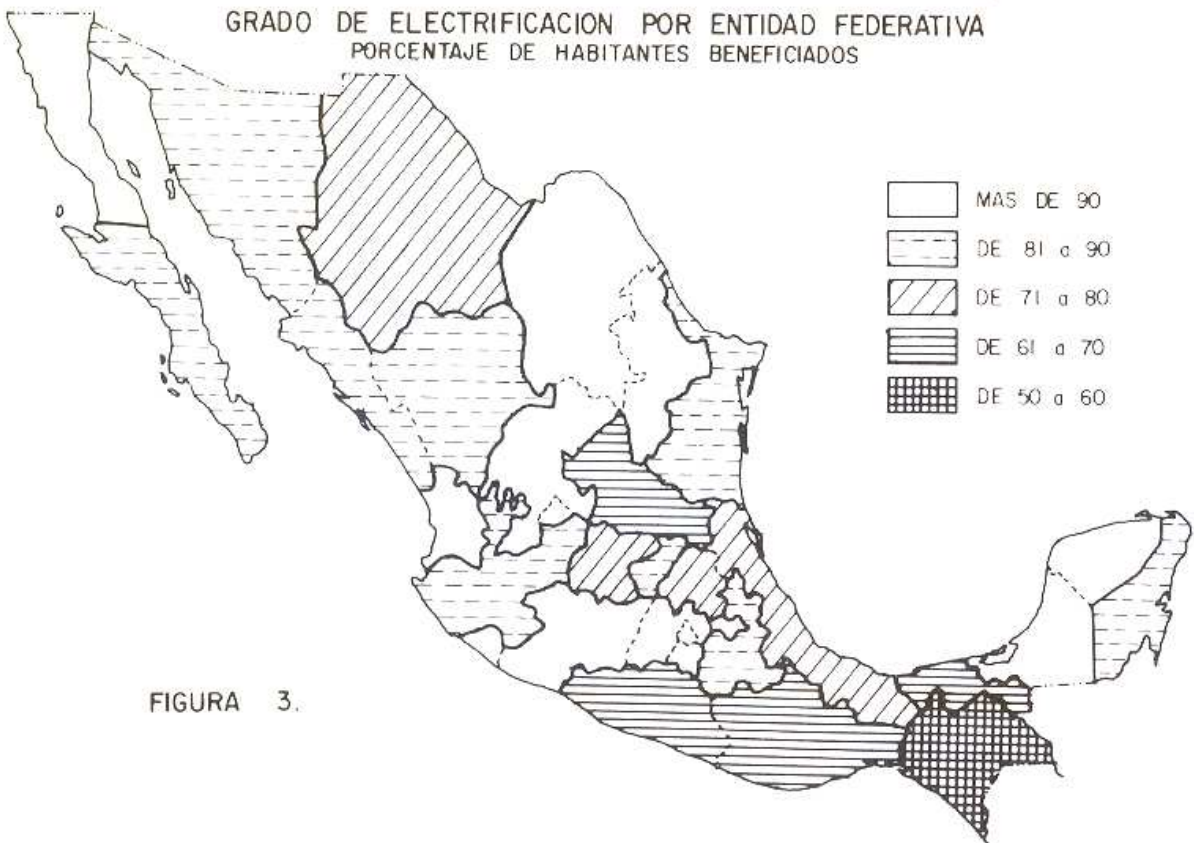 GRADO DE ELECTRIFICACION POR ENTIDAD FEDERATIVA
PORCENTAJE DE HABITANTES BENEFICIADOS
MAS DE 90
DE 81 a 90
DE 71 a 80
DE 61 a 70
DE 50 a 60
FIGURA 3.